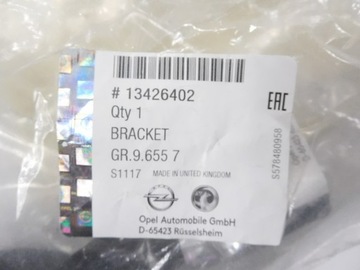 # 13426402
Qty 1
BRACKET
GR.9.655 7
S1117 MADE IN UNITED KINGDOM
Opel Automobile GmbH
D-65423 Rüsselsheim
EAC
S578480958